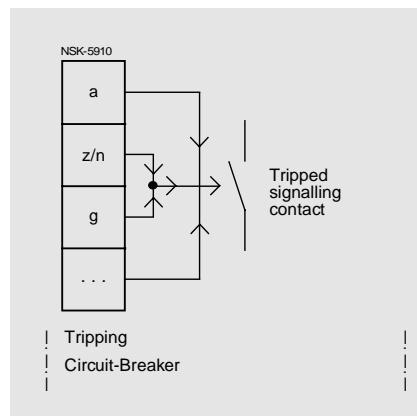 NSK-5910
a
z/n
g
. . .
Tripped
signalling
contact
Tripping
Circuit-Breaker